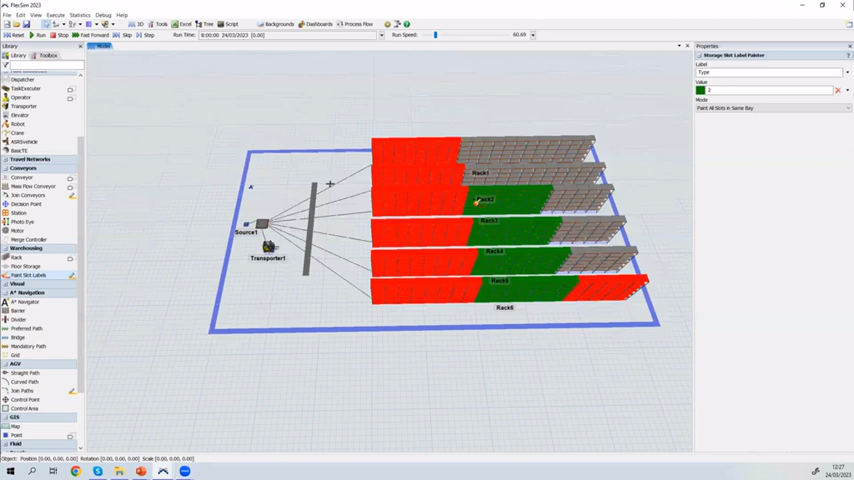 FlexSim 2023
File Edit View Execute Statistics Debug Help
3D Tools Excel Tree Script Backgrounds Dashboards Process Flow
Reset Run Stop Fast Forward Skip Step Run Time: 8:00:00 24/03/2023 [0.00] Run Speed: 60.69
Library
Library Toolbox
Dispatcher
TaskExecuter
Operator
Transporter
Elevator
Robot
Crane
ASRSvehicle
BasicTE
Travel Networks
Conveyors
Conveyor
Mass Flow Conveyor
Join Conveyors
Decision Point
Station
Photo Eye
Motor
Merge Controller
Warehousing
Rack
Floor Storage
Paint Slot Labels
Visual
A* Navigation
A* Navigator
Barrier
Divider
Preferred Path
Bridge
Mandatory Path
Grid
AGV
Straight Path
Curved Path
Join Paths
Control Point
Control Area
GIS
Map
Point
Fluid
Source1
Transporter1
Rack1
Rack2
Rack3
Rack4
Rack5
Rack6
Properties
Storage Slot Label Painter
Label
Type
Value
2
Mode
Paint All Slots in Same Bay
Object: Position [0.00, 0.00, 0.00] Rotation [0.00, 0.00, 0.00] Scale [0.00, 0.00, 0.00]
12:27
24/03/2023